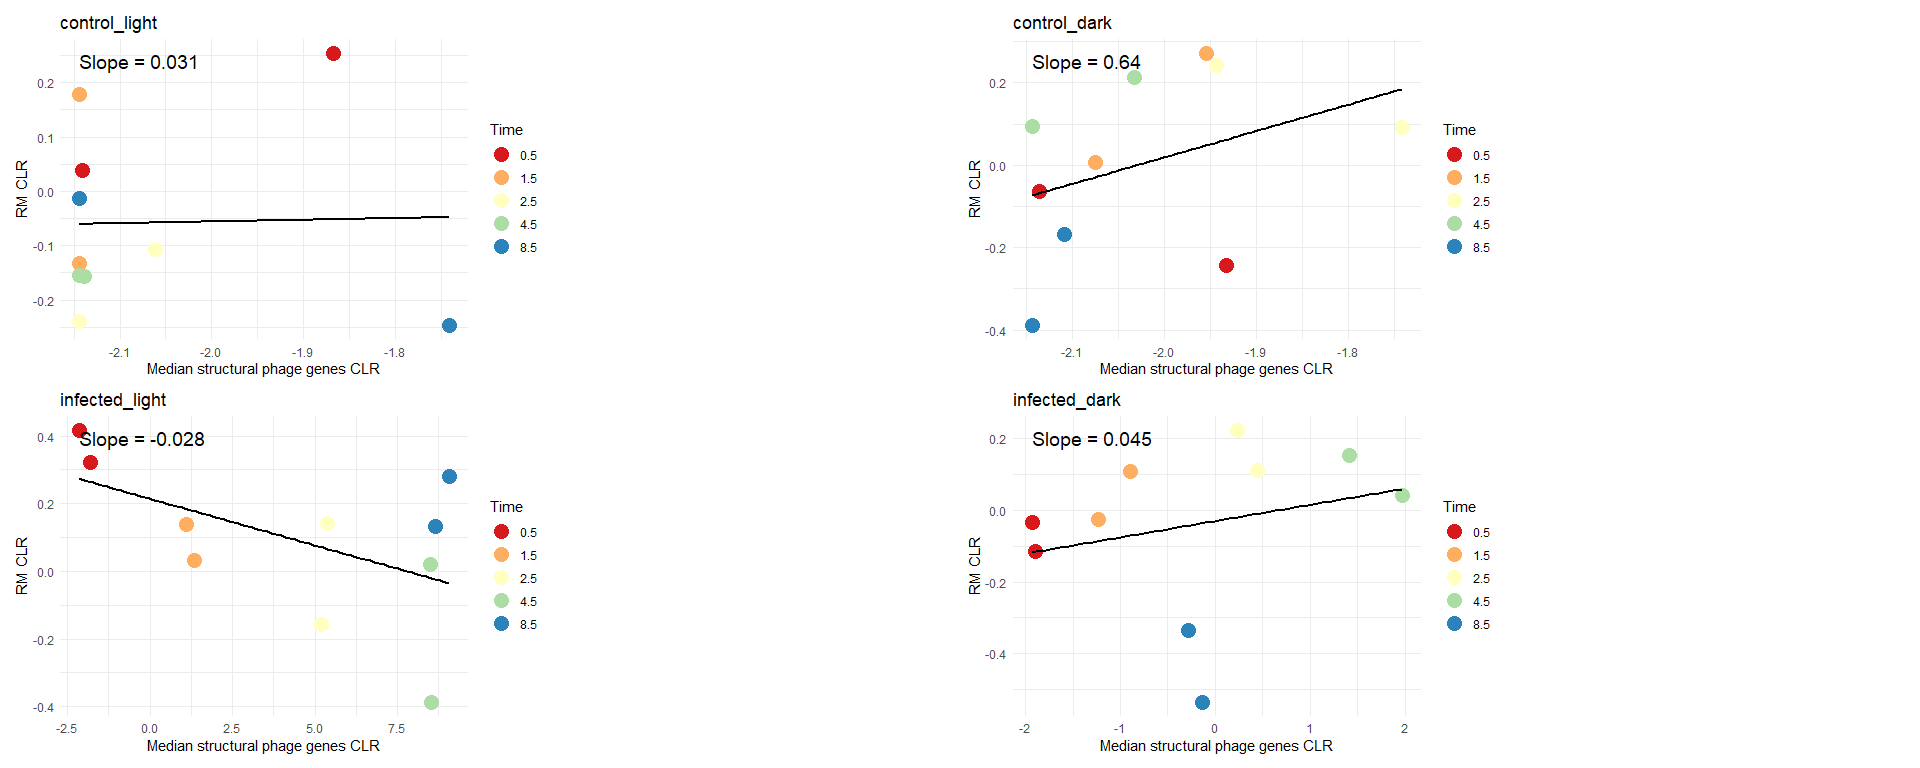 control_light
Slope = 0.031
0.2
0.1
0.0
-0.1
-0.2
RM CLR
-2.1
-2.0
-1.9
-1.8
Median structural phage genes CLR
Time
0.5
1.5
2.5
4.5
8.5
control_dark
Slope = 0.64
0.2
0.0
-0.2
-0.4
RM CLR
-2.1
-2.0
-1.9
-1.8
Median structural phage genes CLR
Time
0.5
1.5
2.5
4.5
8.5
infected_light
Slope = -0.028
0.4
0.2
0.0
-0.2
-0.4
RM CLR
-2.5
0.0
2.5
5.0
7.5
Median structural phage genes CLR
Time
0.5
1.5
2.5
4.5
8.5
infected_dark
Slope = 0.045
0.2
0.0
-0.2
-0.4
RM CLR
-2
-1
0
1
2
Median structural phage genes CLR
Time
0.5
1.5
2.5
4.5
8.5